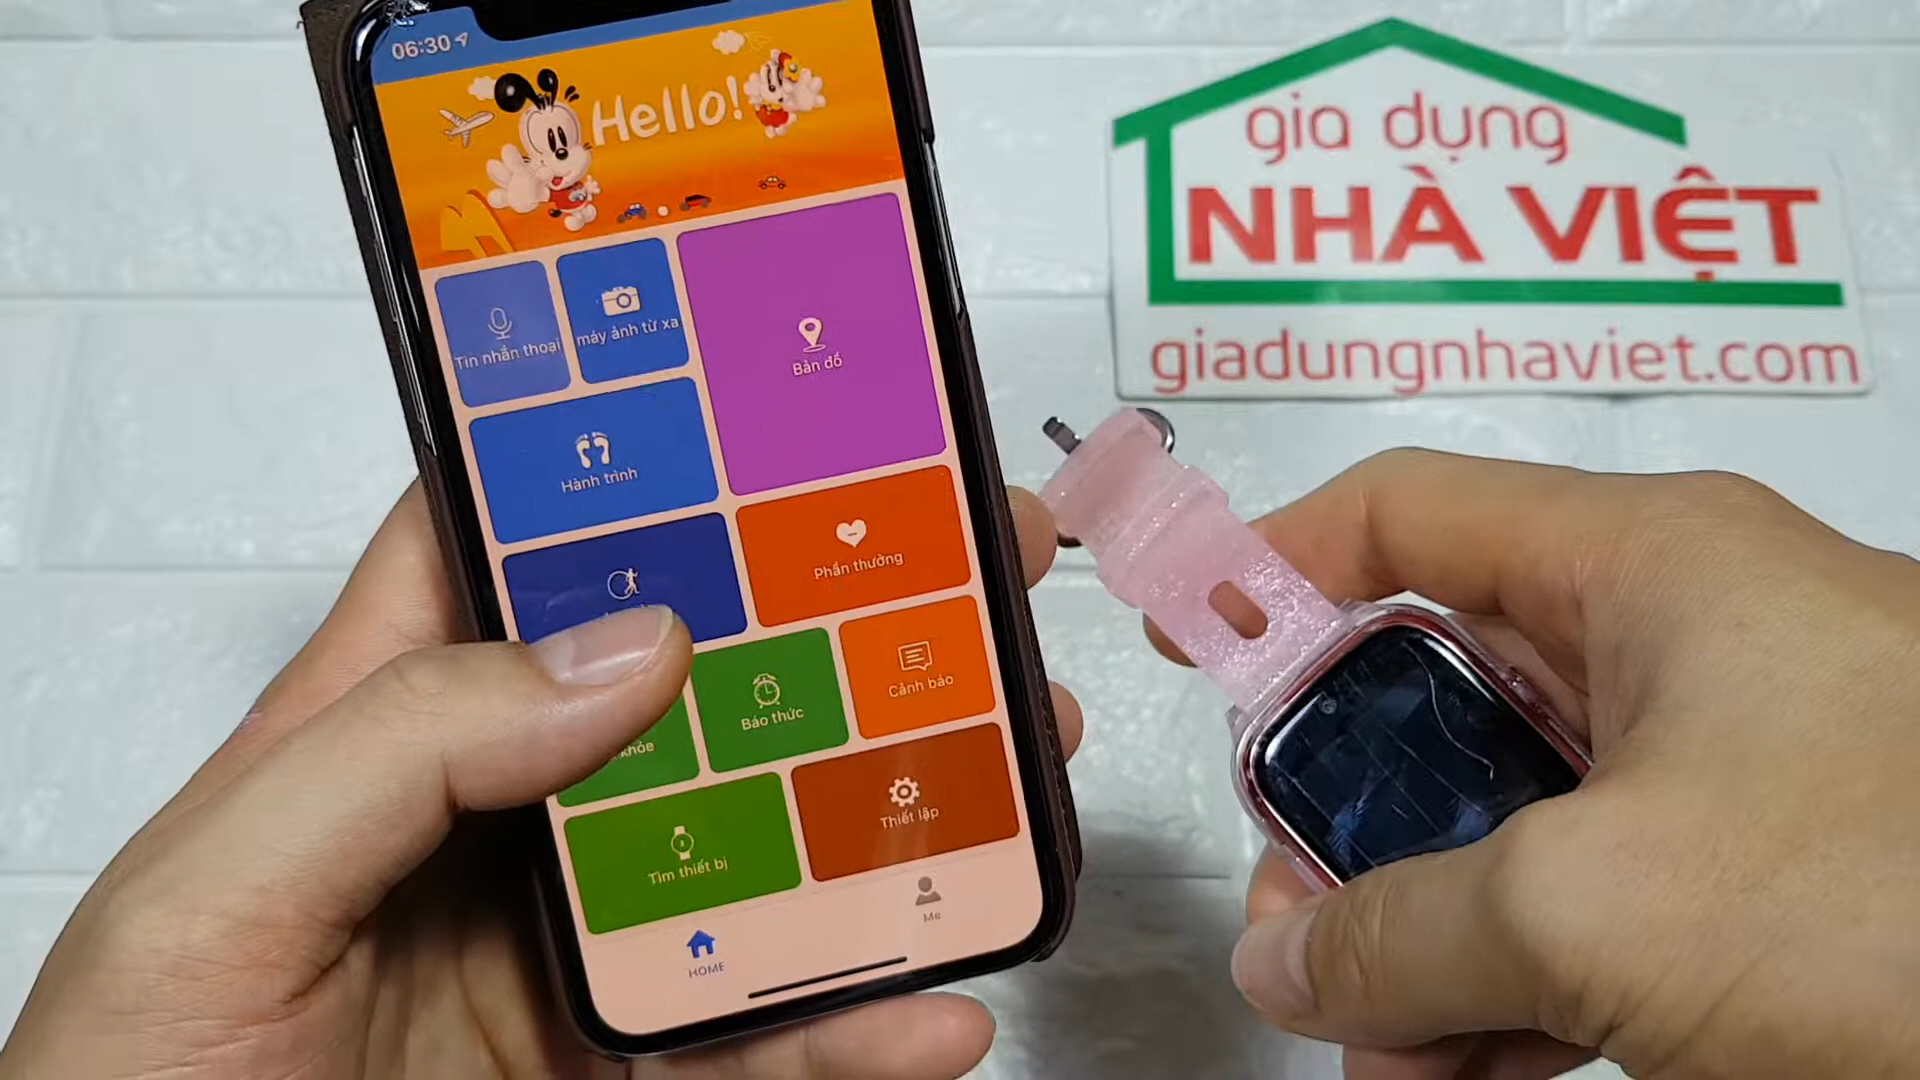 06:30
Hello!
Tin nhắn thoại
máy ảnh từ xa
Bản đồ
Hành trình
Phần thưởng
khỏe
Báo thức
Cảnh báo
Tìm thiết bị
Thiết lập
HOME
Me
gia dụng
NHÀ VIỆT
giadungnhaviet.com